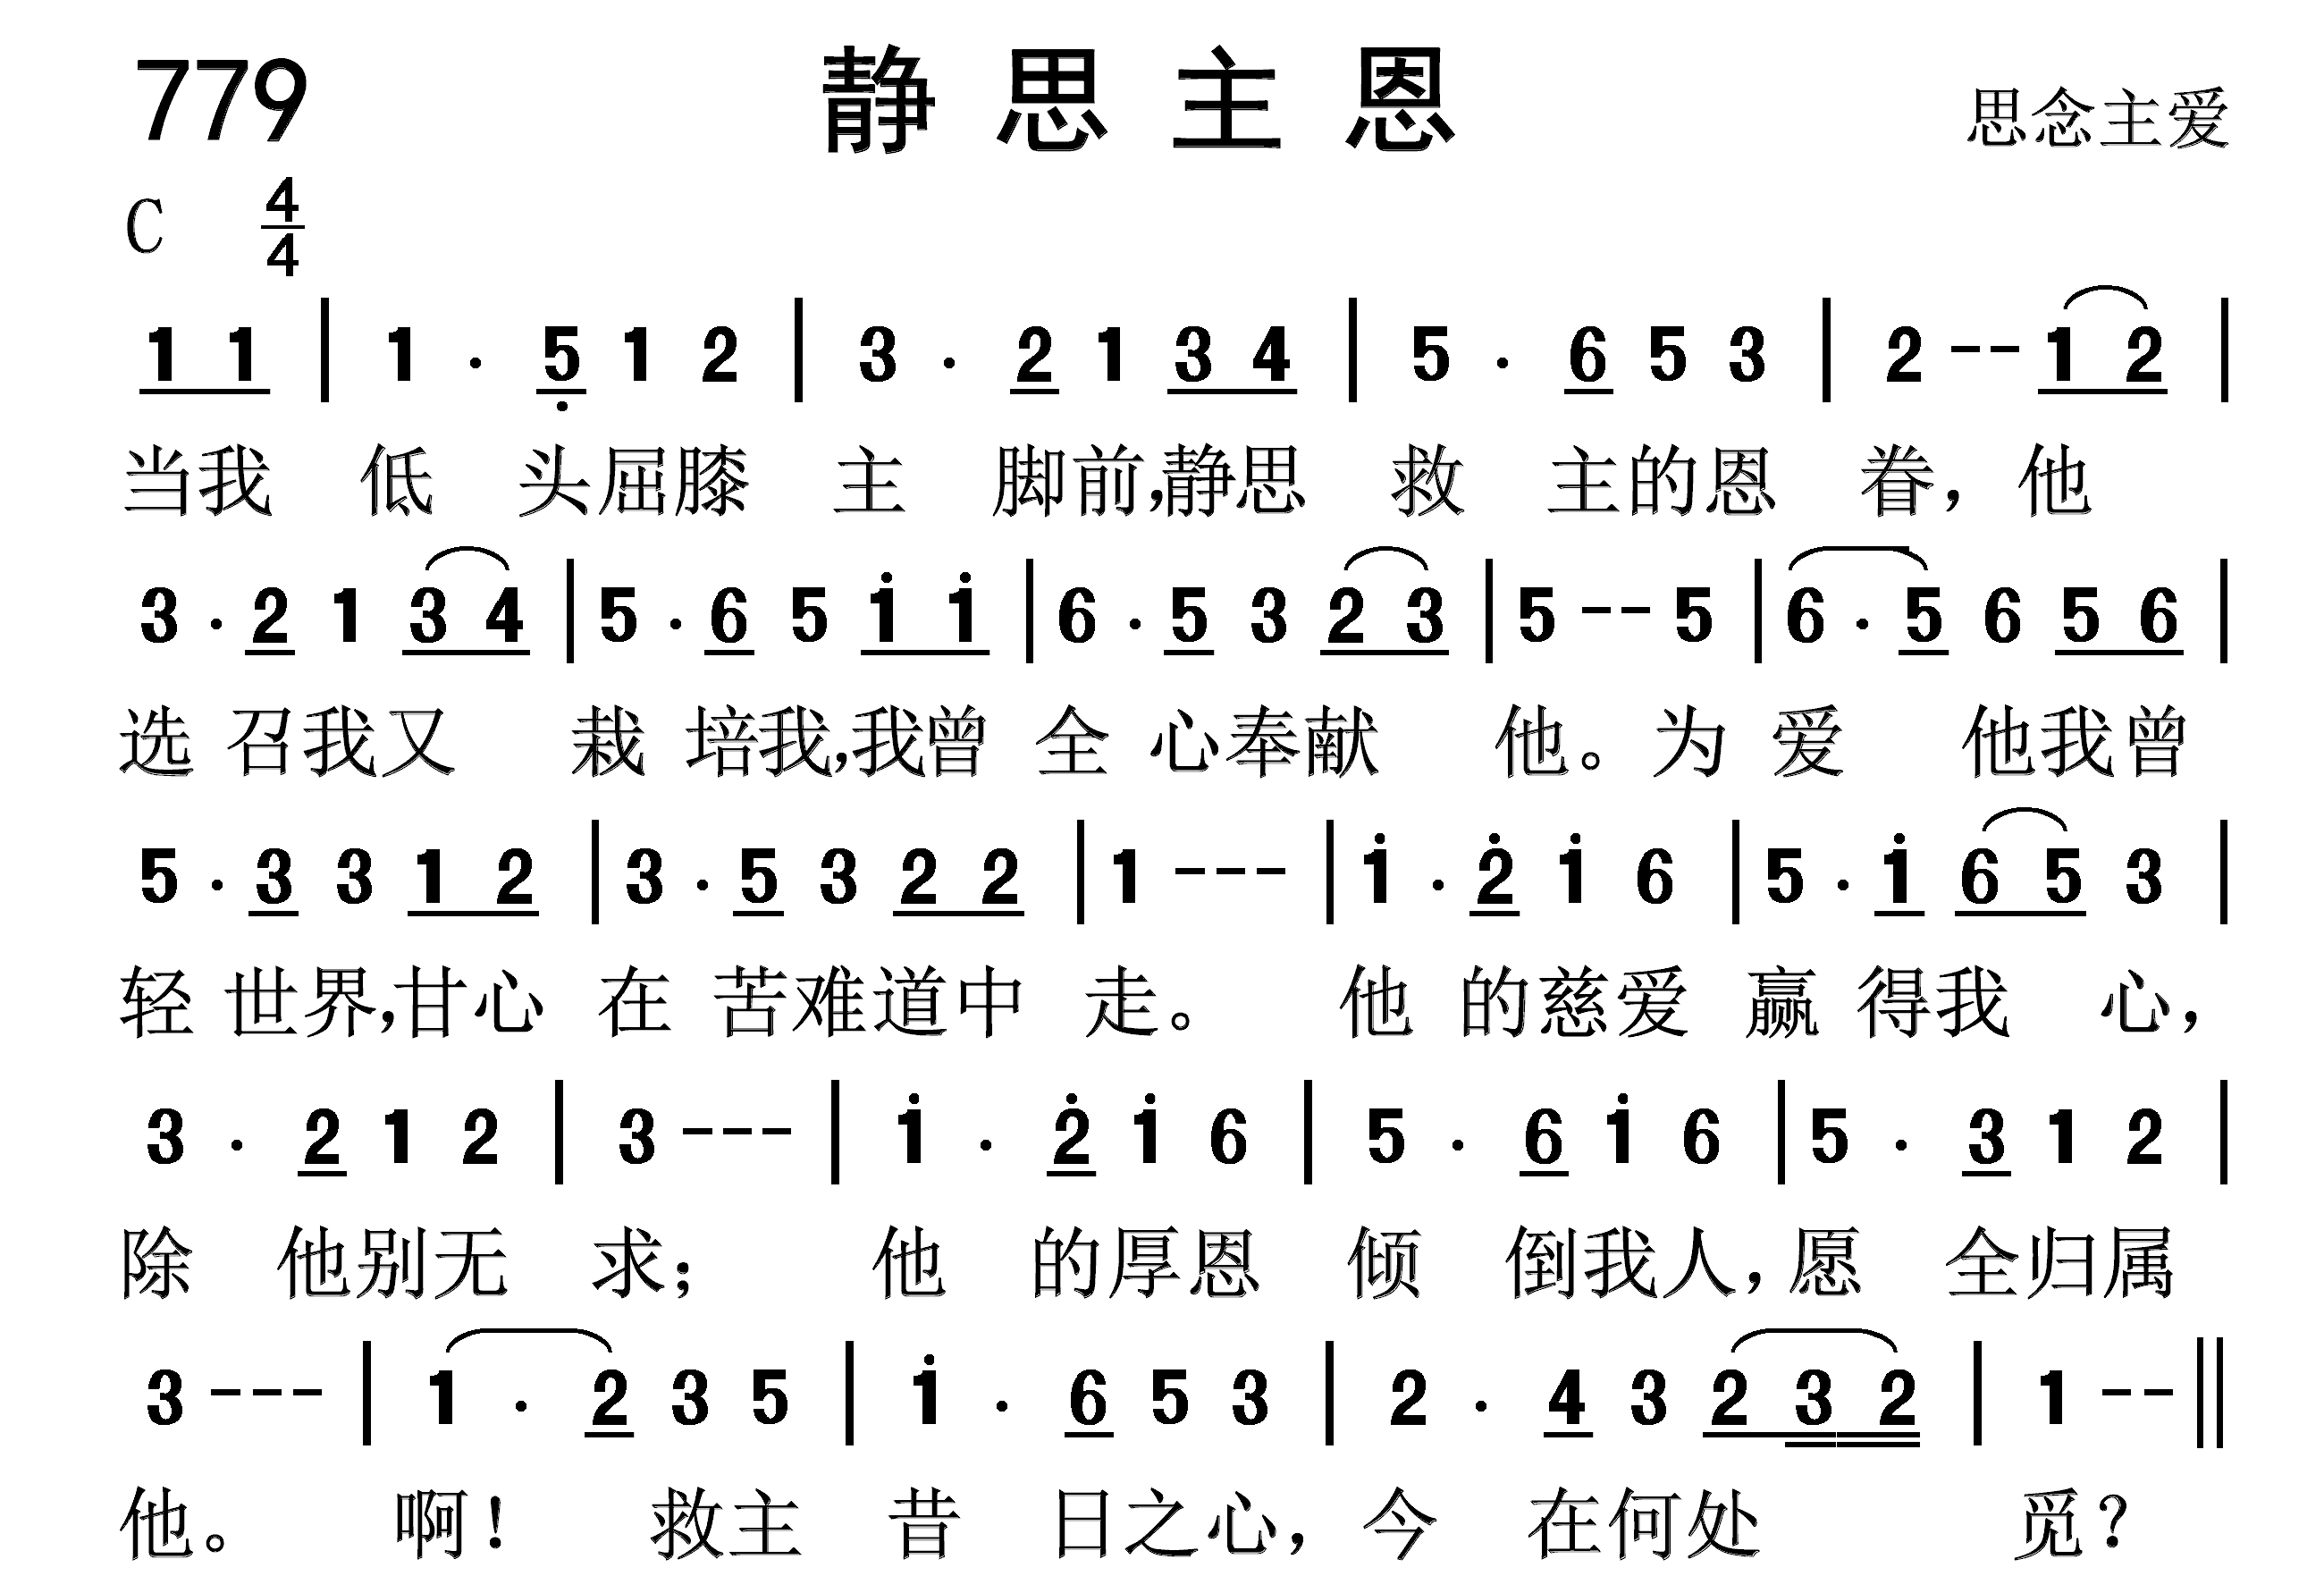 779 静思主恩 思念主爱
C 4/4
1 1 | 1 · 5̣ 1 2 | 3 · 2 1 3 4 | 5 · 6 5 3 | 2 - - 1 2 |
当我 低 头屈膝 主 脚前,静思 救 主的恩 眷，他
3 · 2 1 3 4 | 5 · 6 5 1̇ 1̇ | 6 · 5 3 2 3 | 5 - - 5 | 6 · 5 6 5 6 |
选 召我又 栽 培我,我曾 全 心奉献 他。为 爱 他我曾
5 · 3 3 1 2 | 3 · 5 3 2 2 | 1 - - - | 1̇ · 2̇ 1̇ 6 | 5 · 1̇ 6 5 3 |
轻 世界,甘心 在 苦难道中 走。 他 的慈爱 赢 得我 心，
3 · 2 1 2 | 3 - - - | 1̇ · 2̇ 1̇ 6 | 5 · 6 1̇ 6 | 5 · 3 1 2 |
除 他别无 求； 他 的厚恩 倾 倒我人，愿 全归属
3 - - - | 1 · 2 3 5 | 1̇ · 6 5 3 | 2 · 4 3 2 3 2 | 1 - - ‖
他。 啊！ 救主 昔 日之心，今 在何处 觅？